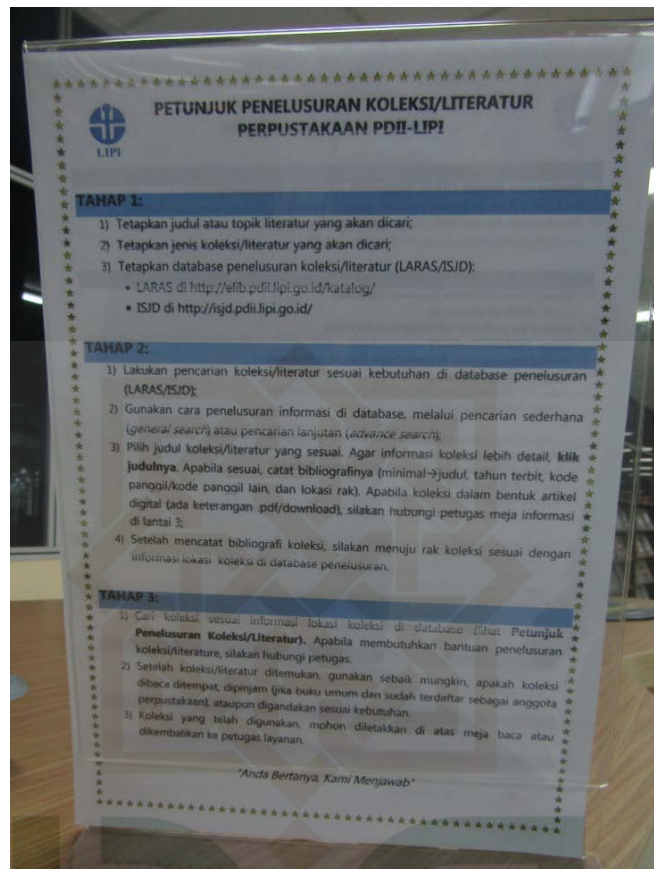 PETUNJUK PENELUSURAN KOLEKSI/LITERATUR
PERPUSTAKAAN PDII-LIPI
LIPI
TAHAP 1:
1) Tetapkan judul atau topik literatur yang akan dicari;
2) Tetapkan jenis koleksi/literatur yang akan dicari;
3) Tetapkan database penelusuran koleksi/literatur (LARAS/ISJD):
• LARAS di http://elib.pdii.lipi.go.id/katalog/
• ISJD di http://isjd.pdii.lipi.go.id/
TAHAP 2:
1) Lakukan pencarian koleksi/literatur sesuai kebutuhan di database penelusuran
(LARAS/ISJD);
2) Gunakan cara penelusuran informasi di database, melalui pencarian sederhana
(general search) atau pencarian lanjutan (advance search);
3) Pilih judul koleksi/literatur yang sesuai. Agar informasi koleksi lebih detail, klik
judulnya. Apabila sesuai, catat bibliografinya (minimal→judul, tahun terbit, kode
panggil/kode panggil lain, dan lokasi rak). Apabila koleksi dalam bentuk artikel
digital (ada keterangan .pdf/download), silakan hubungi petugas meja informasi
di lantai 3;
4) Setelah mencatat bibliografi koleksi, silakan menuju rak koleksi sesuai dengan
informasi lokasi koleksi di database penelusuran.
TAHAP 3:
1) Cari koleksi sesuai informasi lokasi koleksi di database (lihat Petunjuk
Penelusuran Koleksi/Literatur). Apabila membutuhkan bantuan penelusuran
koleksi/literature, silakan hubungi petugas.
2) Setelah koleksi/literatur ditemukan, gunakan sebaik mungkin, apakah koleksi
dibaca ditempat, dipinjam (jika buku umum dan sudah terdaftar sebagai anggota
perpustakaan), ataupun digandakan sesuai kebutuhan.
3) Koleksi yang telah digunakan, mohon diletakkan di atas meja baca atau
dikembalikan ke petugas layanan.
"Anda Bertanya, Kami Menjawab"